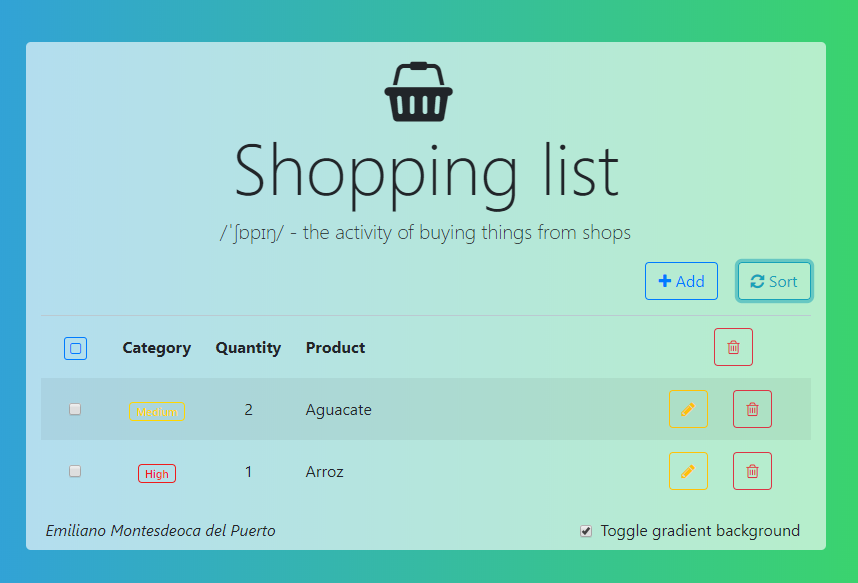 Shopping list
/ˈʃɒpɪŋ/ - the activity of buying things from shops
Add Sort
Category Quantity Product
Medium 2 Aguacate
High 1 Arroz
Emiliano Montesdeoca del Puerto Toggle gradient background